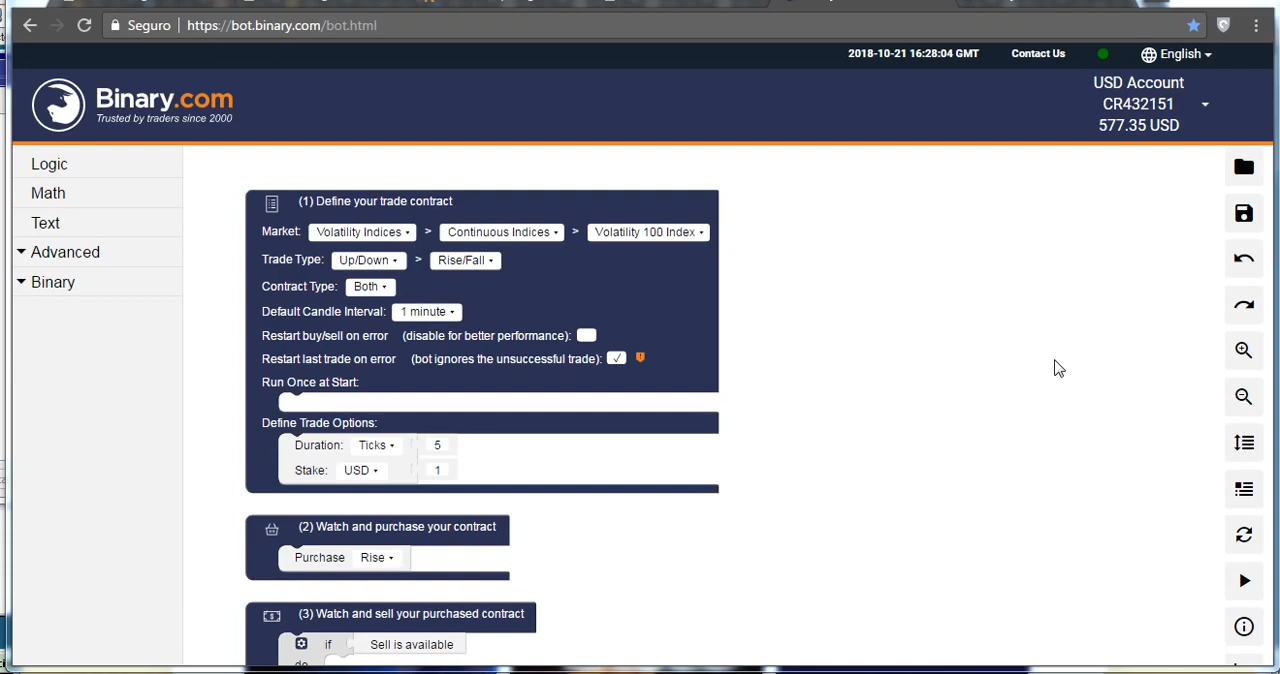 Seguro https://bot.binary.com/bot.html
2018-10-21 16:28:04 GMT Contact Us English
Binary.com
Trusted by traders since 2000
USD Account
CR432151
577.35 USD
Logic
Math
Text
Advanced
Binary
(1) Define your trade contract
Market: Volatility Indices > Continuous Indices > Volatility 100 Index
Trade Type: Up/Down > Rise/Fall
Contract Type: Both
Default Candle Interval: 1 minute
Restart buy/sell on error (disable for better performance):
Restart last trade on error (bot ignores the unsuccessful trade): ✓
Run Once at Start:
Define Trade Options:
Duration: Ticks 5
Stake: USD 1
(2) Watch and purchase your contract
Purchase Rise
(3) Watch and sell your purchased contract
if Sell is available
do